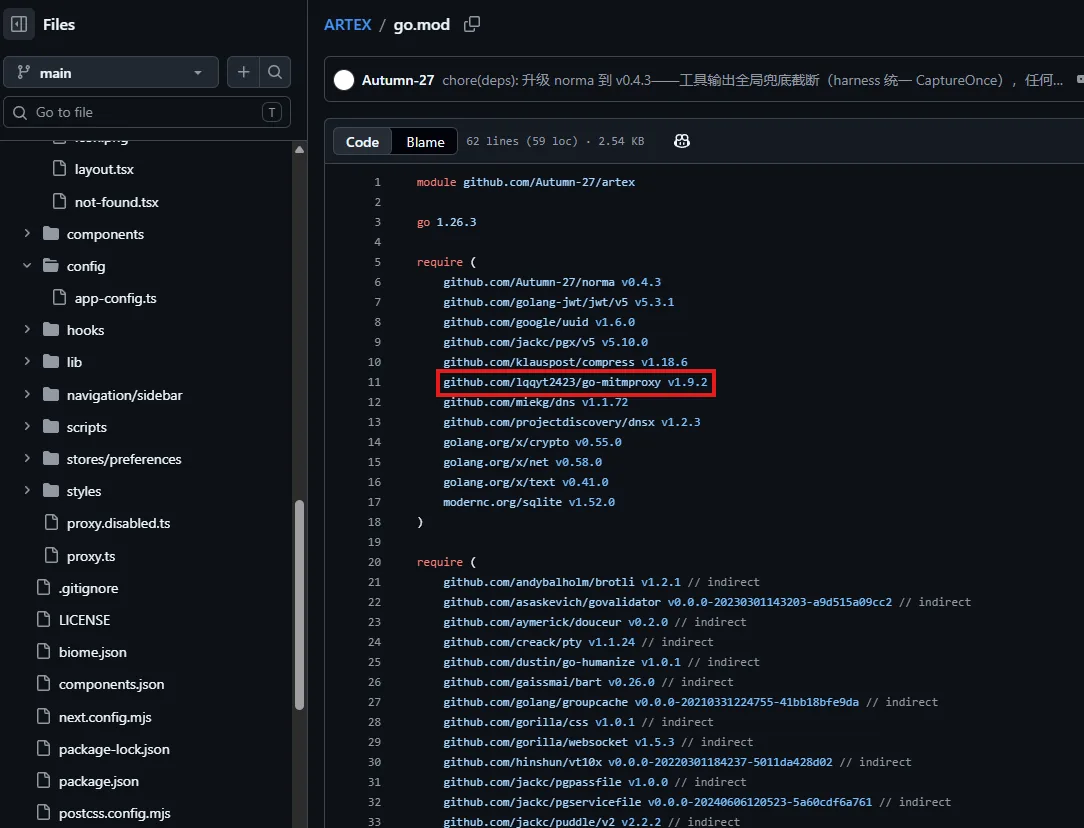 Files
main
Go to file
T
layout.tsx
not-found.tsx
components
config
app-config.ts
hooks
lib
navigation/sidebar
scripts
stores/preferences
styles
proxy.disabled.ts
proxy.ts
.gitignore
LICENSE
biome.json
components.json
next.config.mjs
package-lock.json
package.json
postcss.config.mjs
ARTEX / go.mod
Autumn-27 chore(deps): 升级 norma 到 v0.4.3——工具输出全局兜底截断（harness 统一 CaptureOnce），任何...
Code Blame 62 lines (59 loc) · 2.54 KB
1 module github.com/Autumn-27/artex
2
3 go 1.26.3
4
5 require (
6 github.com/Autumn-27/norma v0.4.3
7 github.com/golang-jwt/jwt/v5 v5.3.1
8 github.com/google/uuid v1.6.0
9 github.com/jackc/pgx/v5 v5.10.0
10 github.com/klauspost/compress v1.18.6
11 github.com/lqqyt2423/go-mitmproxy v1.9.2
12 github.com/miekg/dns v1.1.72
13 github.com/projectdiscovery/dnsx v1.2.3
14 golang.org/x/crypto v0.55.0
15 golang.org/x/net v0.58.0
16 golang.org/x/text v0.41.0
17 modernc.org/sqlite v1.52.0
18 )
19
20 require (
21 github.com/andybalholm/brotli v1.2.1 // indirect
22 github.com/asaskevich/govalidator v0.0.0-20230301143203-a9d515a09cc2 // indirect
23 github.com/aymerick/douceur v0.2.0 // indirect
24 github.com/creack/pty v1.1.24 // indirect
25 github.com/dustin/go-humanize v1.0.1 // indirect
26 github.com/gaissmai/bart v0.26.0 // indirect
27 github.com/golang/groupcache v0.0.0-20210331224755-41bb18bfe9da // indirect
28 github.com/gorilla/css v1.0.1 // indirect
29 github.com/gorilla/websocket v1.5.3 // indirect
30 github.com/hinshun/vt10x v0.0.0-20220301184237-5011da428d02 // indirect
31 github.com/jackc/pgpassfile v1.0.0 // indirect
32 github.com/jackc/pgservicefile v0.0.0-20240606120523-5a60cdf6a761 // indirect
33 github.com/jackc/puddle/v2 v2.2.2 // indirect